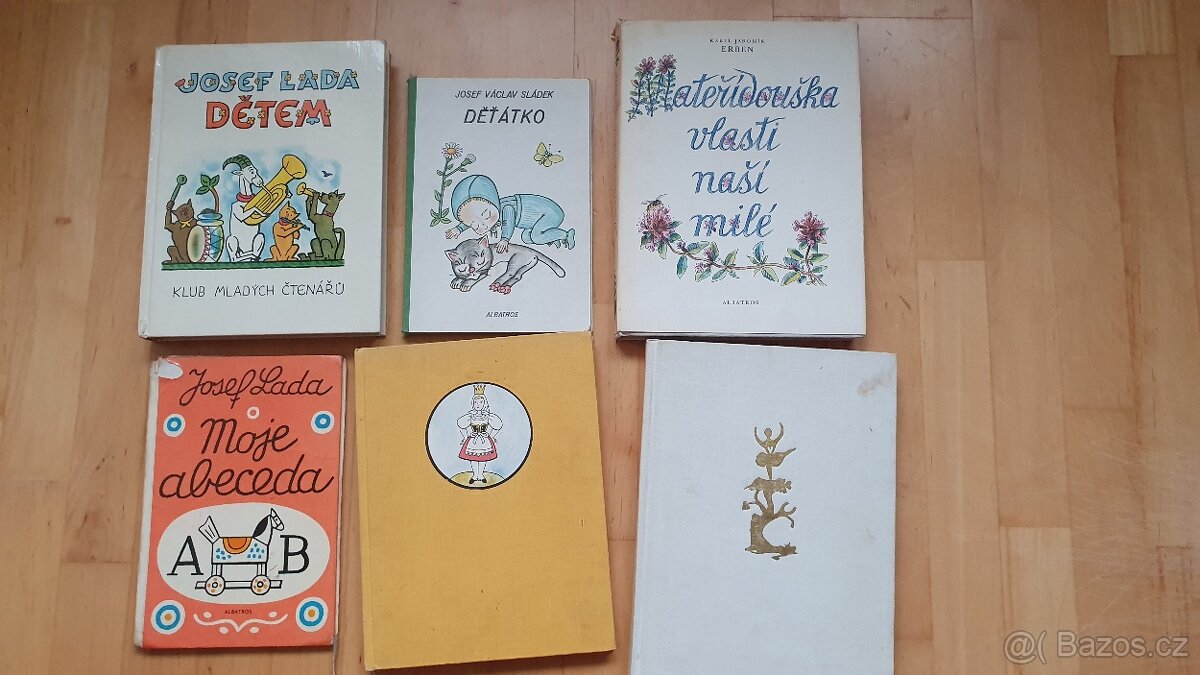 JOSEF LADA
DĚTEM
KLUB MLADÝCH ČTENÁŘŮ
JOSEF VÁCLAV SLÁDEK
DĚŤÁTKO
ALBATROS
KAREL JAROMÍR
ERBEN
Mateřídouška
vlasti
naší
milé
ALBATROS
Josef Lada
Moje
abeceda
A B
ALBATROS
Bazos.cz